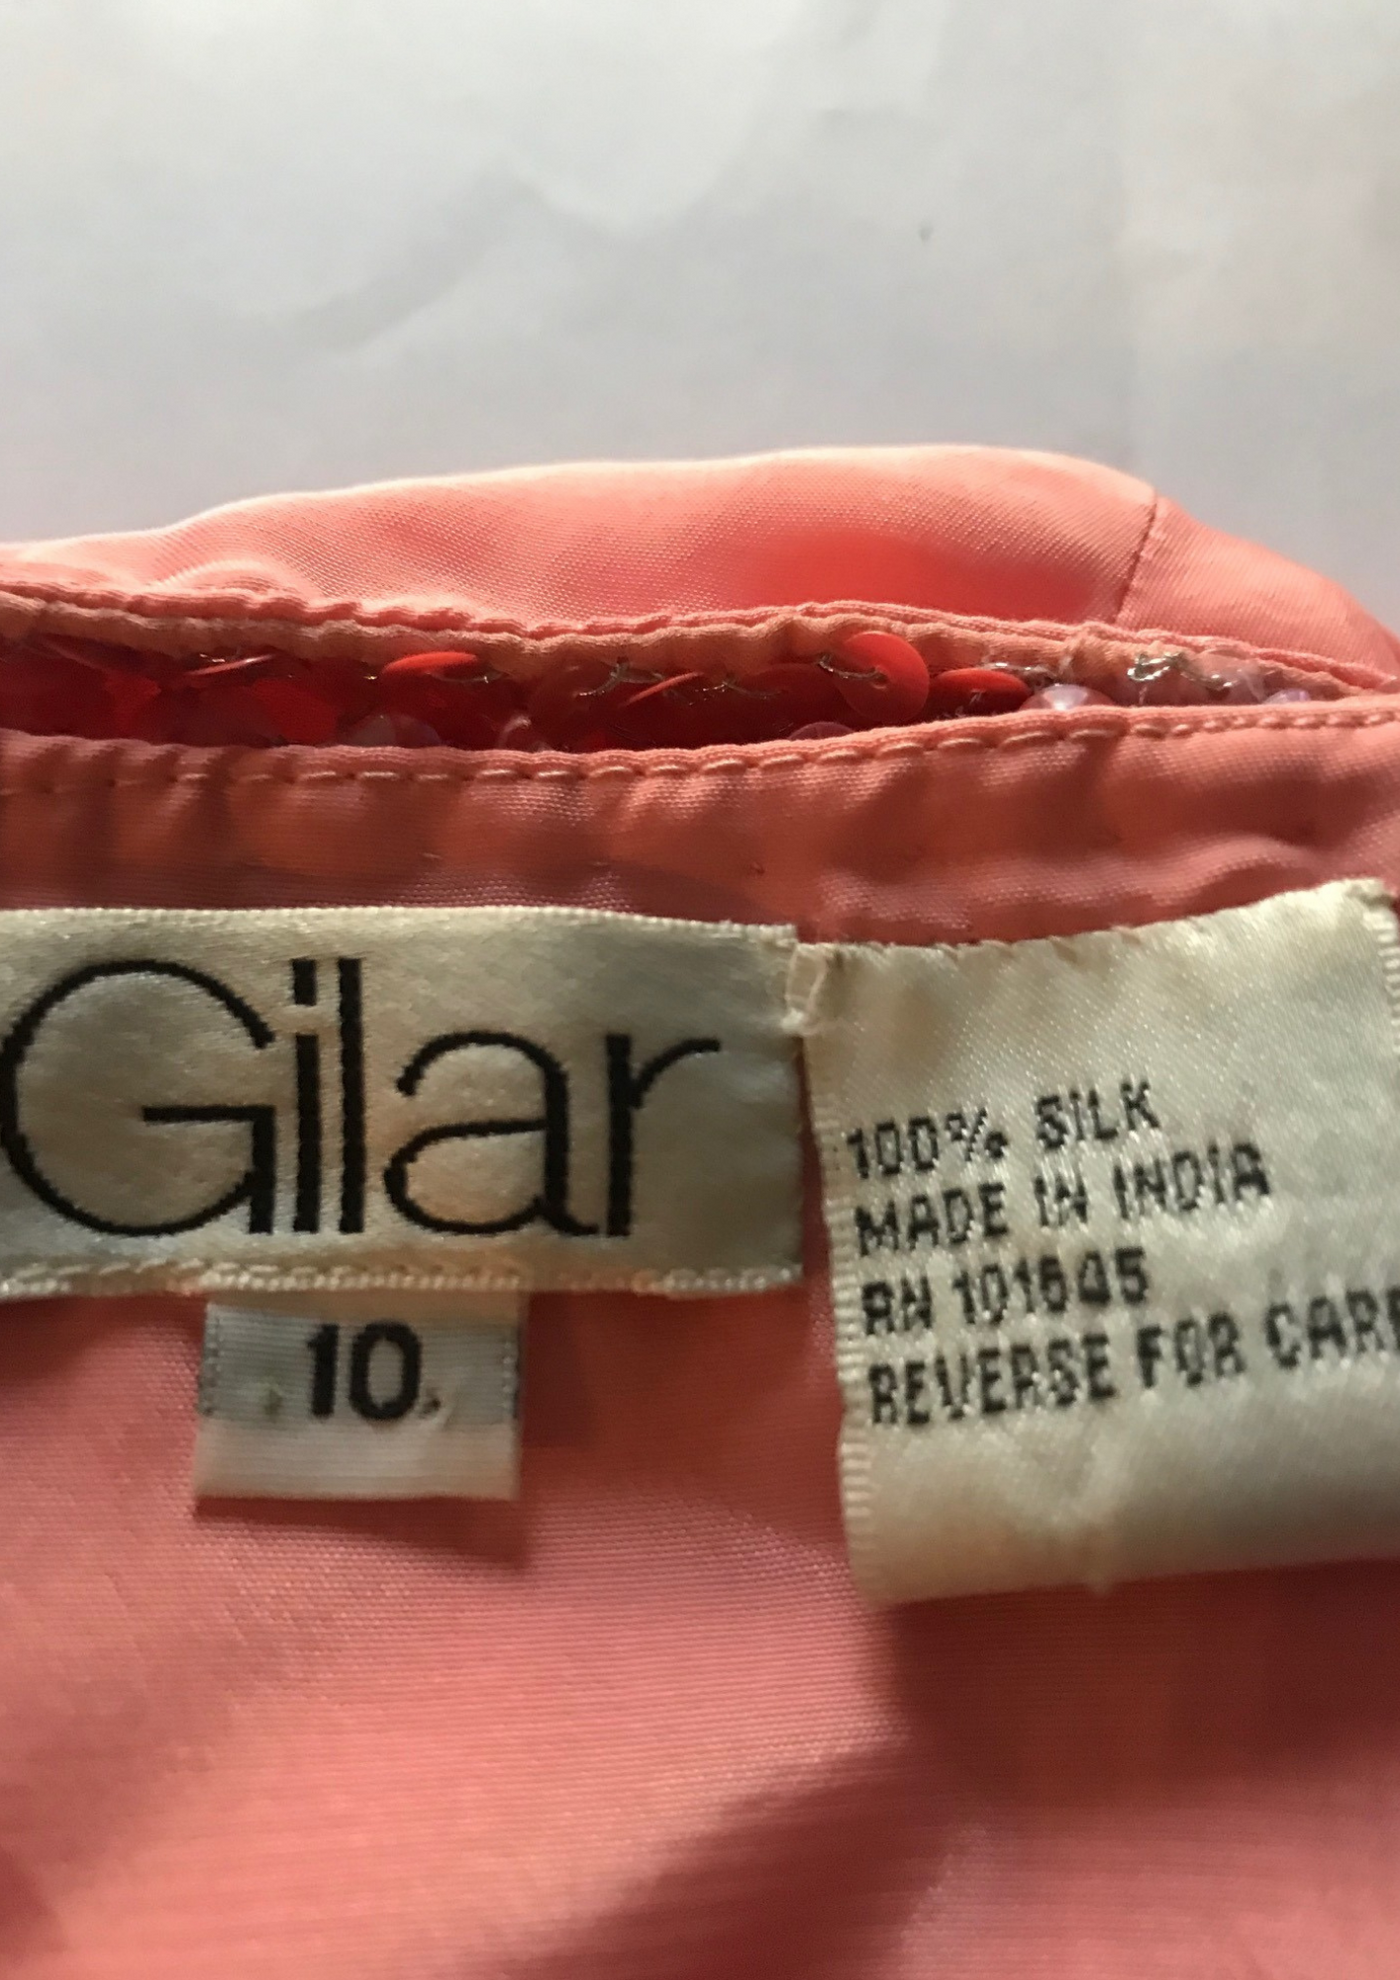 Gilar
10
100% SILK
MADE IN INDIA
RN 101645
REVERSE FOR CARE